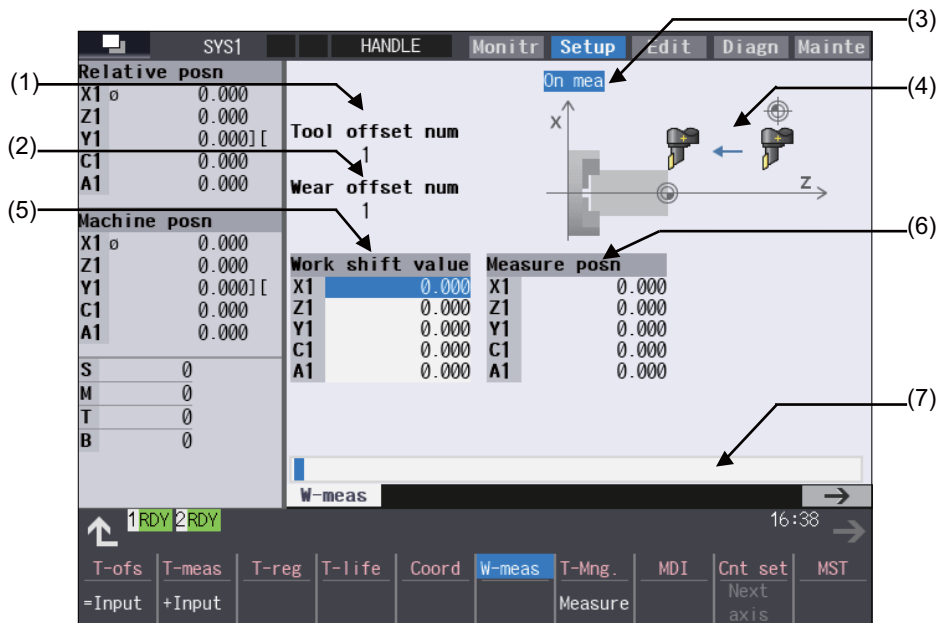 (3)
SYS1 HANDLE Monitr Setup Edit Diagn Mainte
Relative posn
X1 ø 0.000
Z1 0.000
Y1 0.000][
C1 0.000
A1 0.000
Machine posn
X1 ø 0.000
Z1 0.000
Y1 0.000][
C1 0.000
A1 0.000
S 0
M 0
T 0
B 0
(1)
(2)
(5)
On mea
(4)
Tool offset num
1
Wear offset num
1
X
Z
(6)
Work shift value
X1 0.000
Z1 0.000
Y1 0.000
C1 0.000
A1 0.000
Measure posn
X1 0.000
Z1 0.000
Y1 0.000
C1 0.000
A1 0.000
(7)
W-meas
1 RDY 2 RDY 16:38
T-ofs T-meas T-reg T-life Coord W-meas T-Mng. MDI Cnt set MST
=Input +Input Measure Next
axis